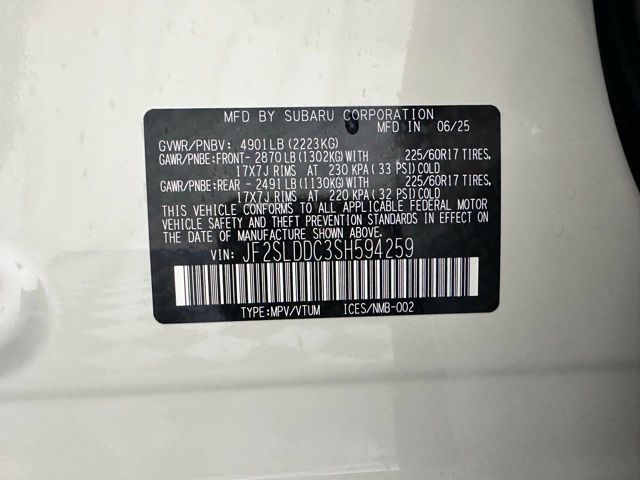 MFD BY SUBARU CORPORATION
MFD IN 06/25
GVWR/PNBV: 4901LB (2223KG)
GAWR/PNBE:FRONT- 2870LB (1302KG)WITH 225/60R17 TIRES,
17X7J RIMS AT 230 KPA (33 PSI)COLD
GAWR/PNBE:REAR - 2491LB (1130KG)WITH 225/60R17 TIRES,
17X7J RIMS AT 220 KPA (32 PSI)COLD
THIS VEHICLE CONFORMS TO ALL APPLICABLE FEDERAL MOTOR
VEHICLE SAFETY AND THEFT PREVENTION STANDARDS IN EFFECT ON
THE DATE OF MANUFACTURE SHOWN ABOVE.
VIN: JF2SLDDC3SH594259
TYPE:MPV/VTUM ICES/NMB-002